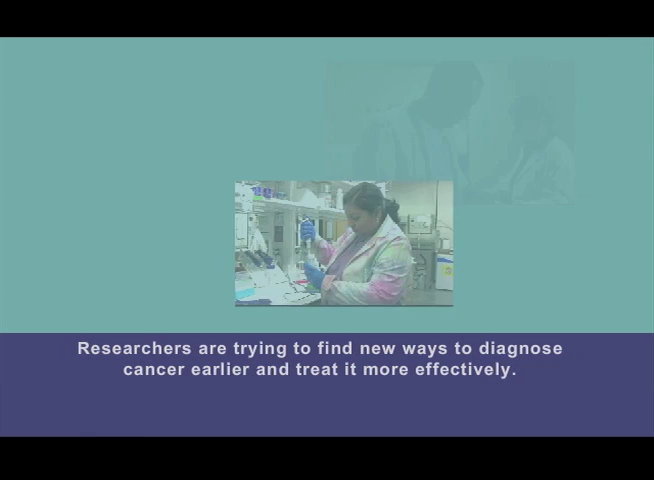 Researchers are trying to find new ways to diagnose
cancer earlier and treat it more effectively.